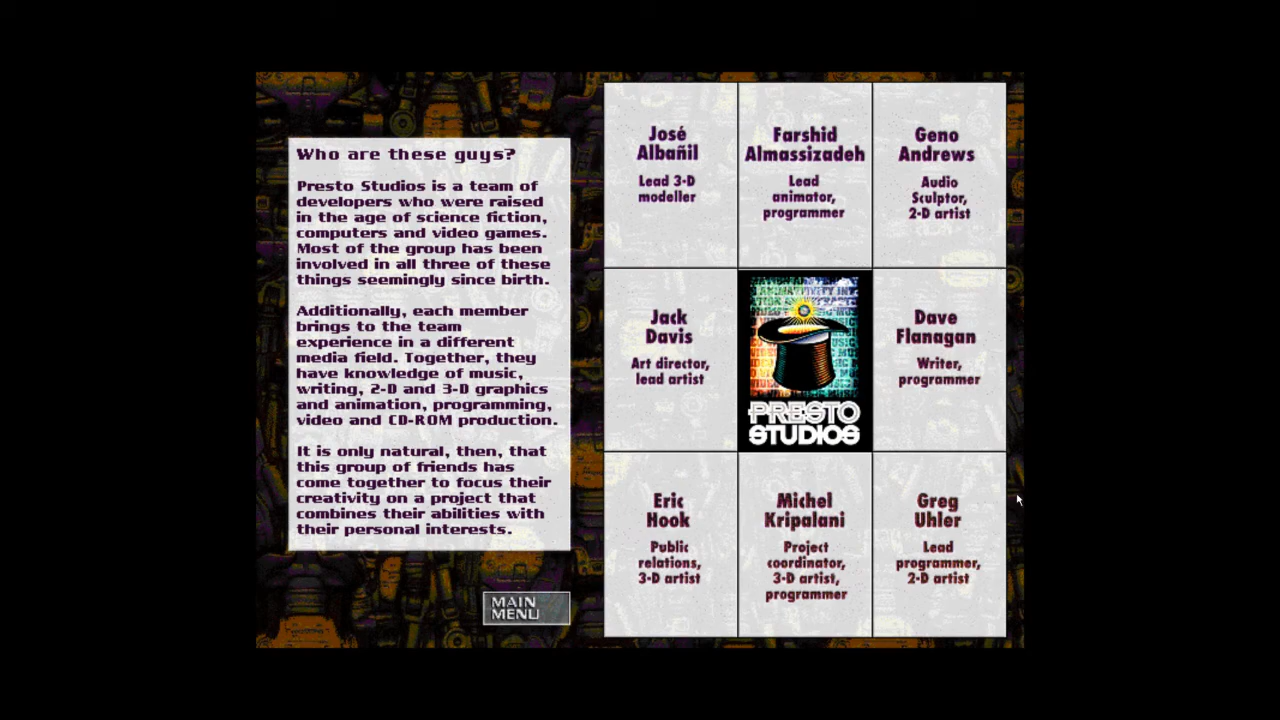 Who are these guys?
Presto Studios is a team of
developers who were raised
in the age of science fiction,
computers and video games.
Most of the group has been
involved in all three of these
things seemingly since birth.
Additionally, each member
brings to the team
experience in a different
media field. Together, they
have knowledge of music,
writing, 2-D and 3-D graphics
and animation, programming,
video and CD-ROM production.
It is only natural, then, that
this group of friends has
come together to focus their
creativity on a project that
combines their abilities with
their personal interests.
MAIN
MENU
José
Albañil
Lead 3-D
modeller
Farshid
Almassizadeh
Lead
animator,
programmer
Geno
Andrews
Audio
Sculptor,
2-D artist
Jack
Davis
Art director,
lead artist
PRESTO
STUDIOS
Dave
Flanagan
Writer,
programmer
Eric
Hook
Public
relations,
3-D artist
Michel
Kripalani
Project
coordinator,
3-D artist,
programmer
Greg
Uhler
Lead
programmer,
2-D artist